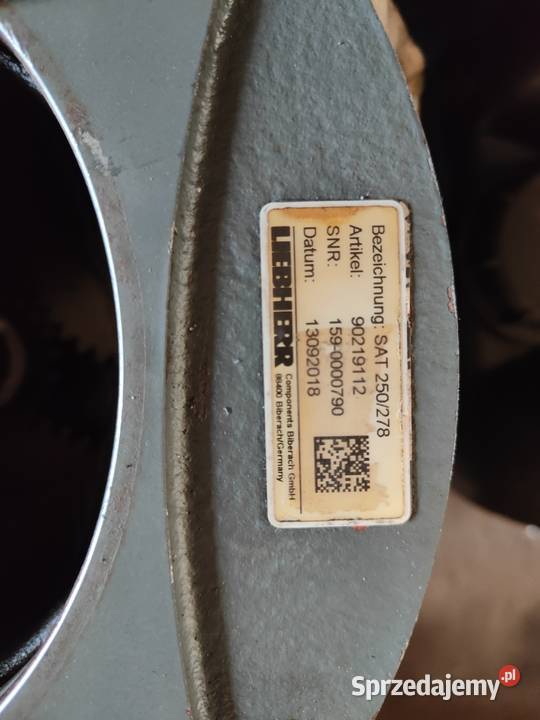 Bezeichnung: SAT 250/278
Artikel: 90219112
SNR: 159-0000790
Datum: 13092018
LIEBHERR
Components Biberach GmbH
88400 Biberach/Germany
Sprzedajemy.pl